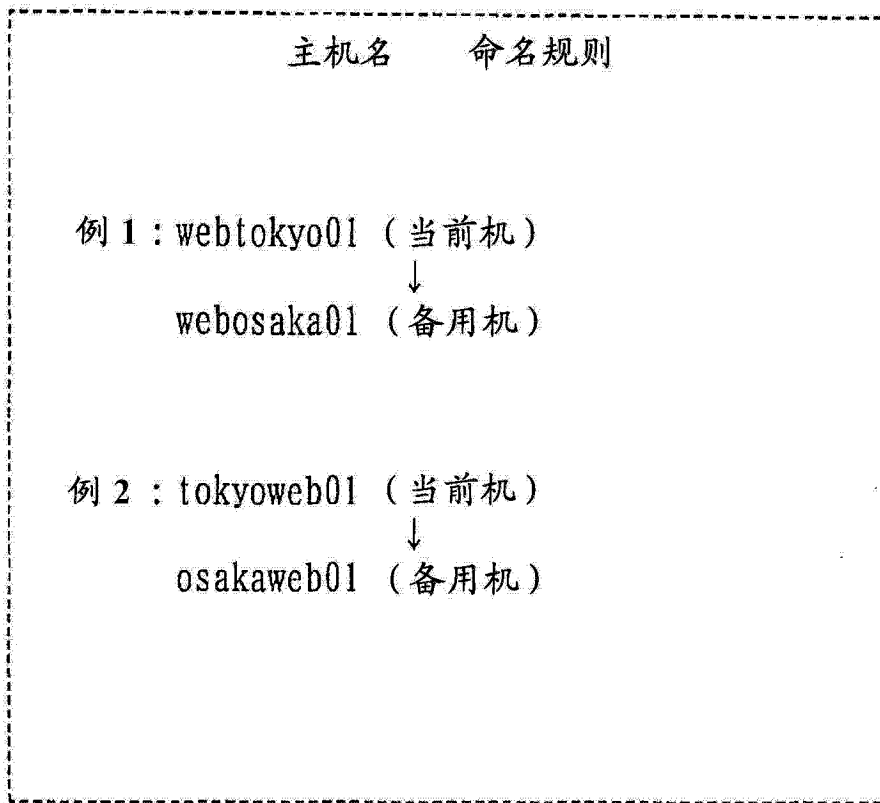 主机名 命名规则
例 1：webtokyo01（当前机）
↓
webosaka01（备用机）
例 2：tokyoweb01（当前机）
↓
osakaweb01（备用机）